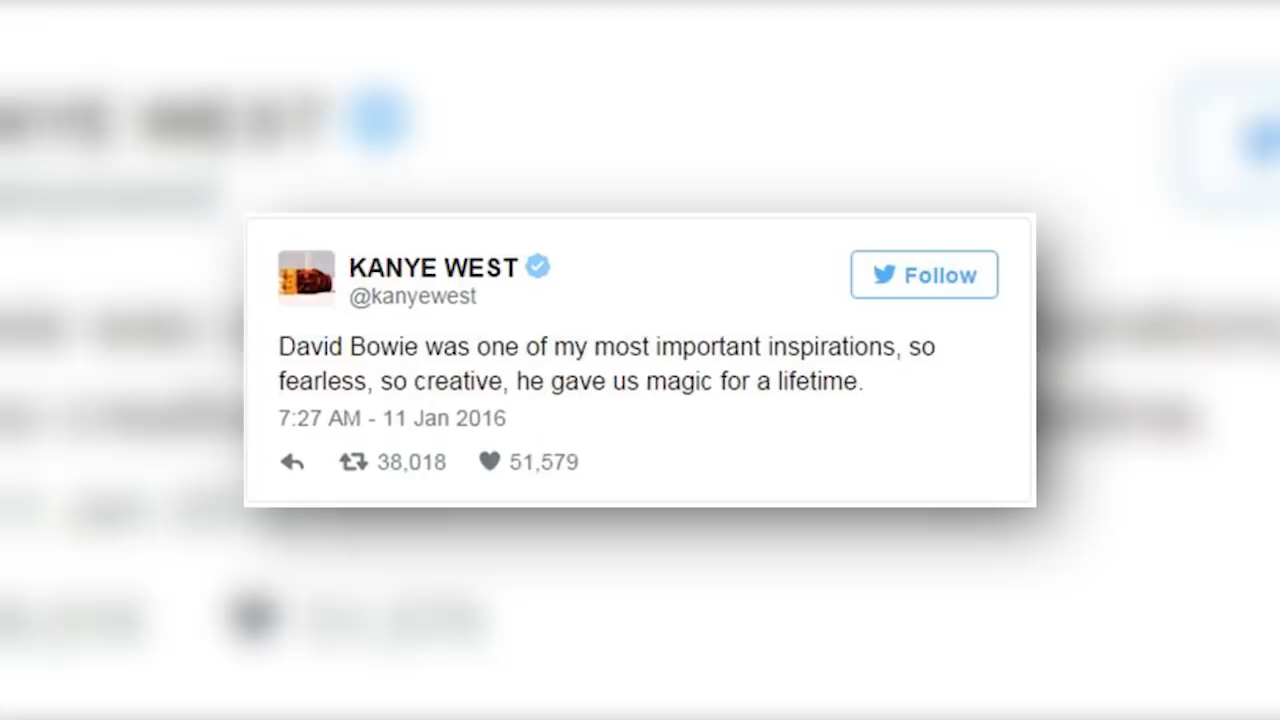 KANYE WEST
@kanyewest
Follow
David Bowie was one of my most important inspirations, so
fearless, so creative, he gave us magic for a lifetime.
7:27 AM - 11 Jan 2016
38,018 51,579